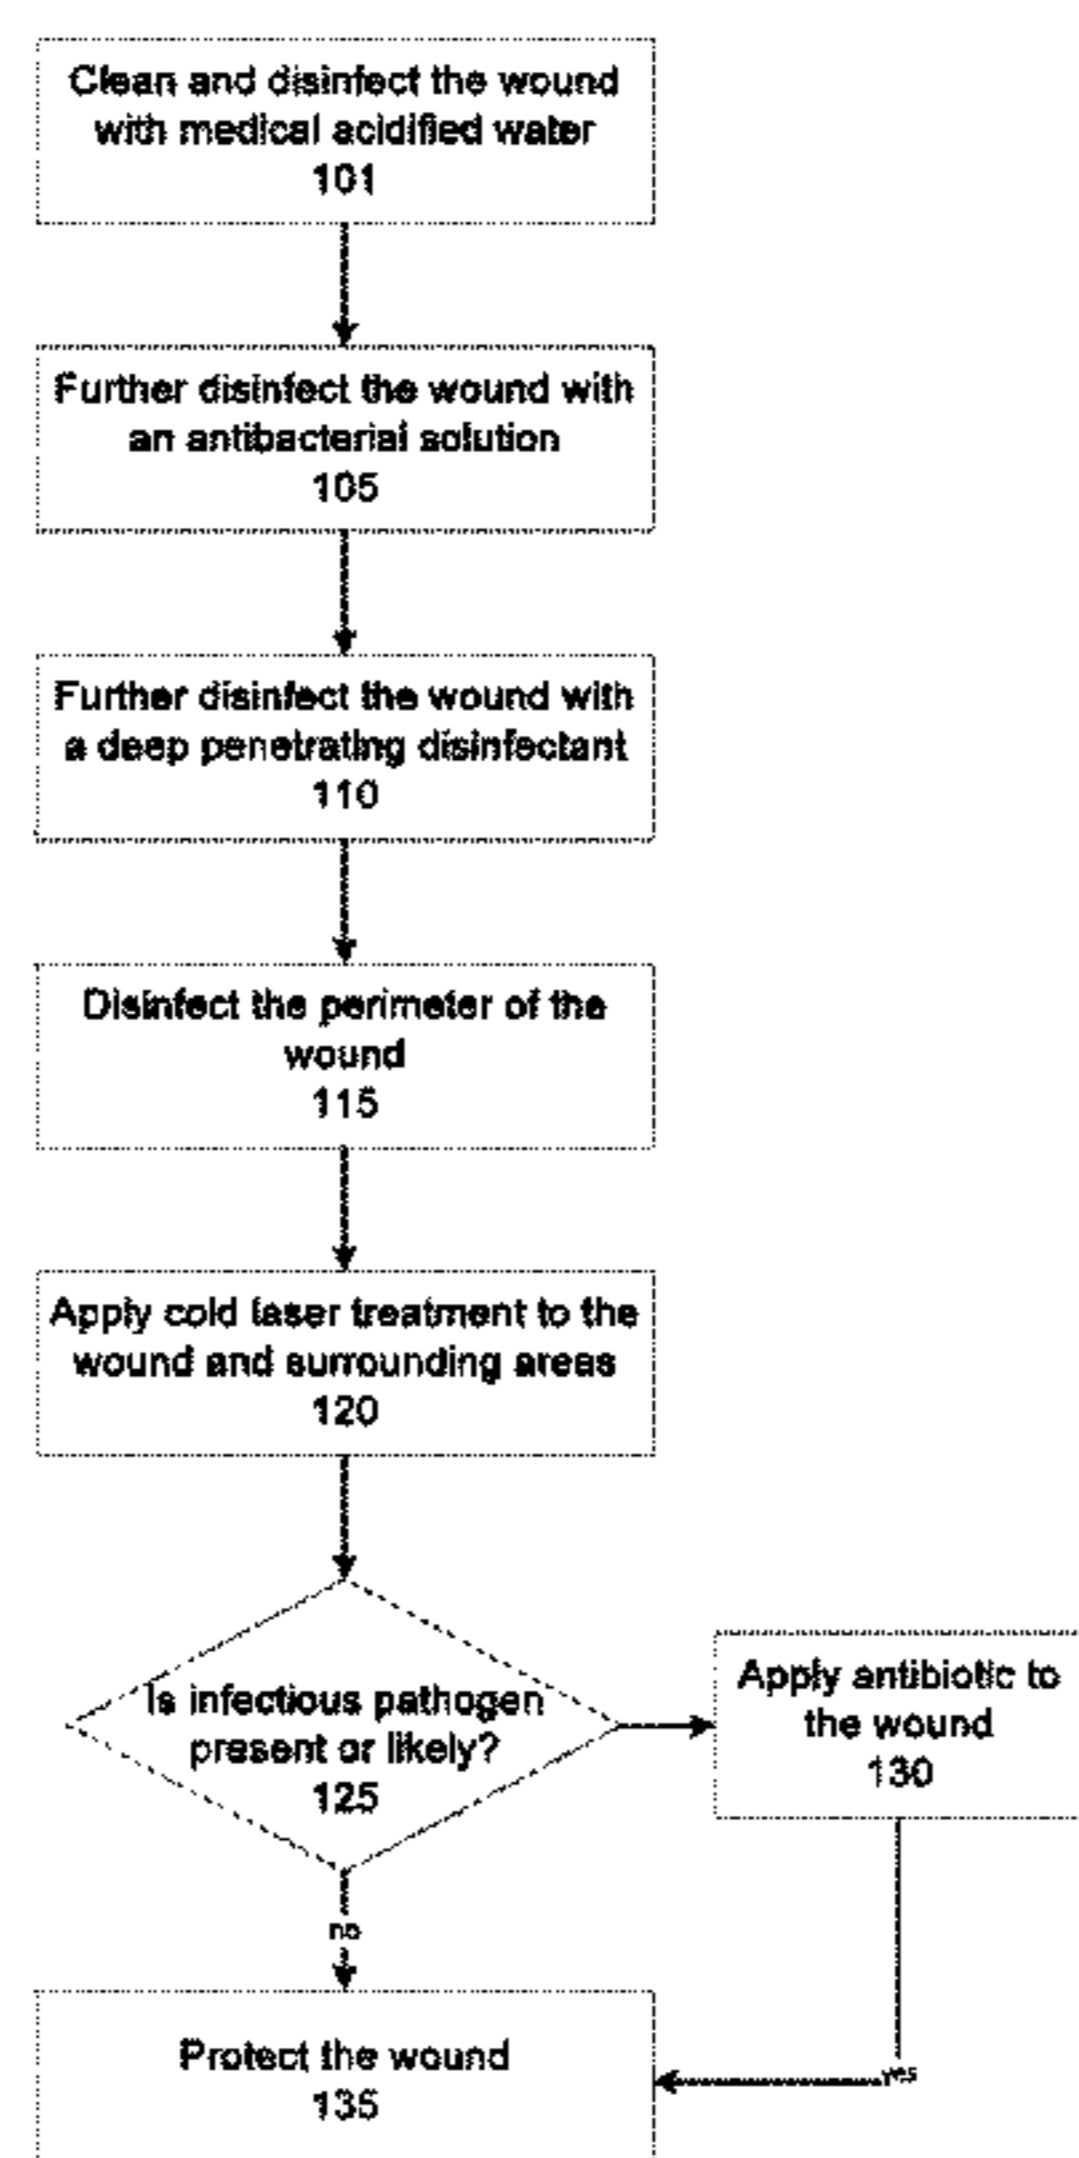 Clean and disinfect the wound
with medical acidified water
101
Further disinfect the wound with
an antibacterial solution
105
Further disinfect the wound with
a deep penetrating disinfectant
110
Disinfect the perimeter of the
wound
115
Apply cold laser treatment to the
wound and surrounding areas
120
Is infectious pathogen
present or likely?
125
Apply antibiotic to
the wound
130
no
yes
Protect the wound
135